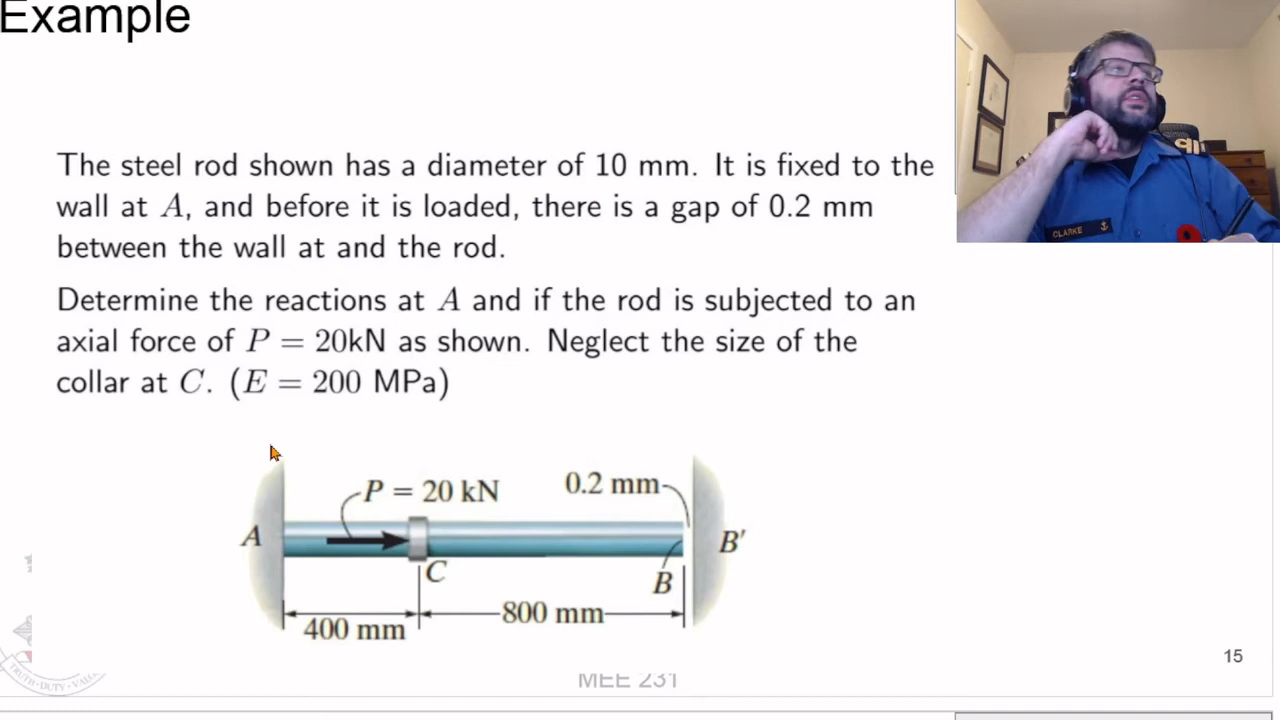 Example
The steel rod shown has a diameter of 10 mm. It is fixed to the
wall at A, and before it is loaded, there is a gap of 0.2 mm
between the wall at and the rod.
Determine the reactions at A and if the rod is subjected to an
axial force of P = 20kN as shown. Neglect the size of the
collar at C. (E = 200 MPa)
P = 20 kN
0.2 mm
A
B′
C
B
800 mm
400 mm
CLARKE
15
TRUTH · DUTY
MEE 231